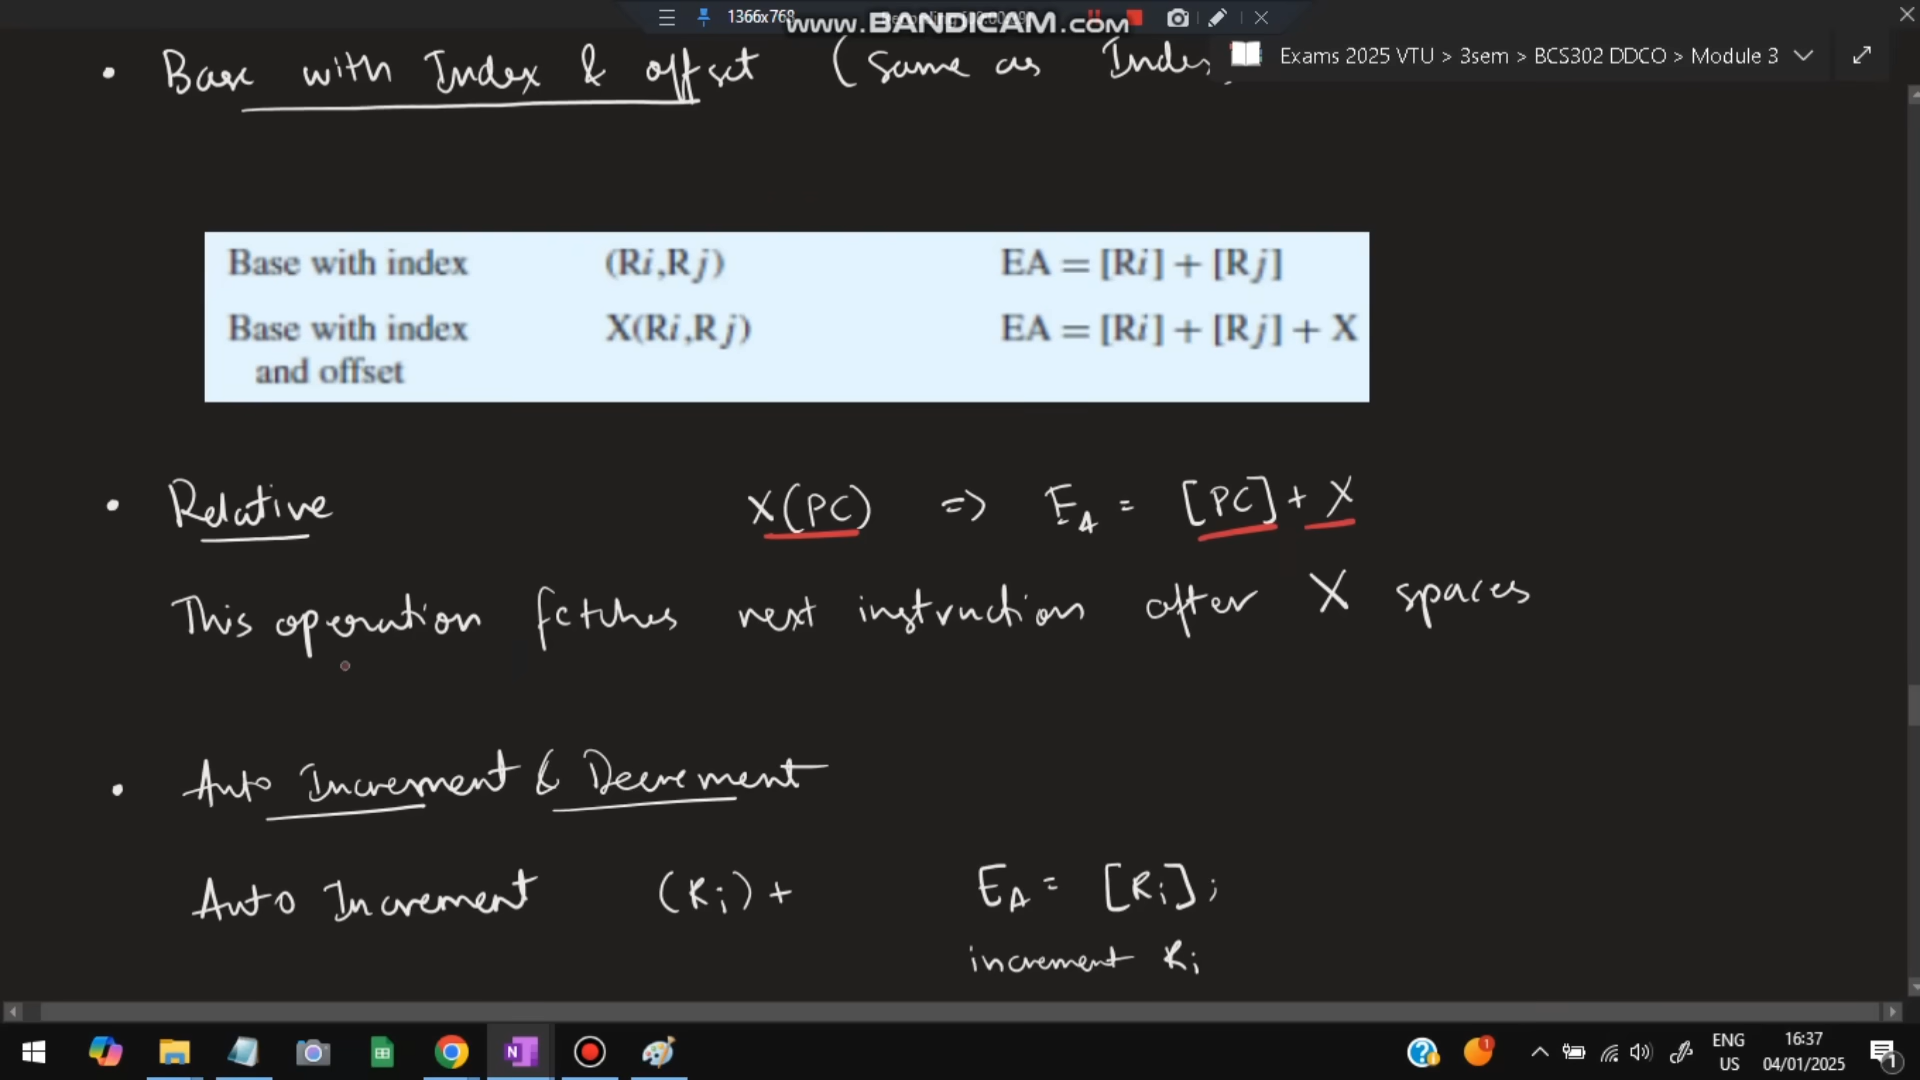 1366x768
www.BANDICAM.com
Exams 2025 VTU > 3sem > BCS302 DDCO > Module 3
• Base with Index & offset (Same as Index
Base with index (Ri,Rj) EA = [Ri] + [Rj]
Base with index X(Ri,Rj) EA = [Ri] + [Rj] + X
and offset
• Relative X(PC) => EA = [PC] + X
This operation fetches next instruction after X spaces
• Auto Increment & Decrement
Auto Increment (Ri)+ EA = [Ri];
increment Ri
ENG 16:37
US 04/01/2025